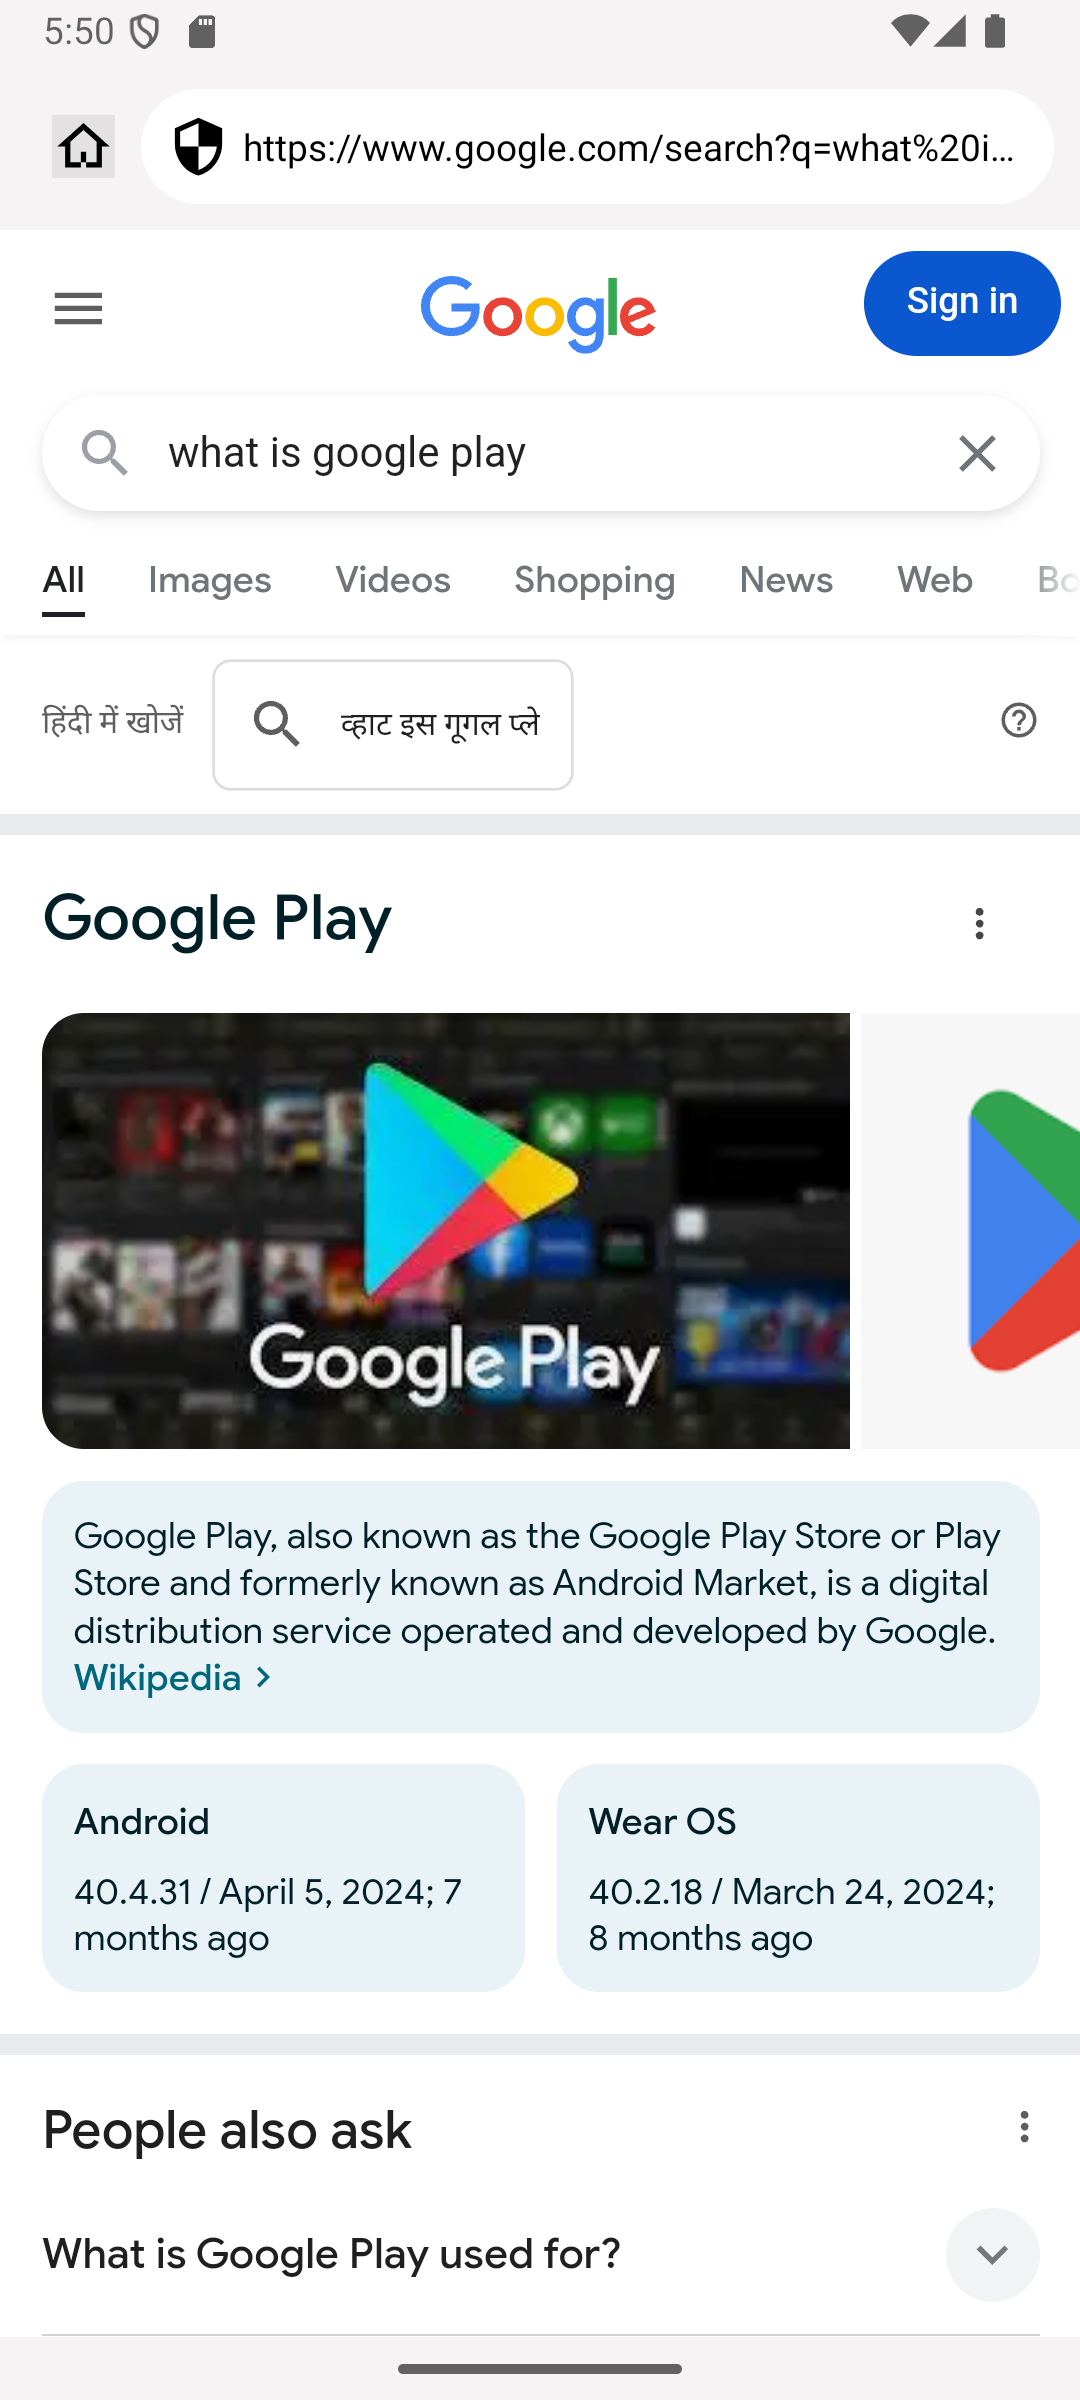 5:50
https://www.google.com/search?q=what%20i...
Google
Sign in
what is google play
All Images Videos Shopping News Web Bo
हिंदी में खोजें
व्हाट इस गूगल प्ले
Google Play
Google Play
Google Play, also known as the Google Play Store or Play
Store and formerly known as Android Market, is a digital
distribution service operated and developed by Google.
Wikipedia
Android
40.4.31 / April 5, 2024; 7
months ago
Wear OS
40.2.18 / March 24, 2024;
8 months ago
People also ask
What is Google Play used for?